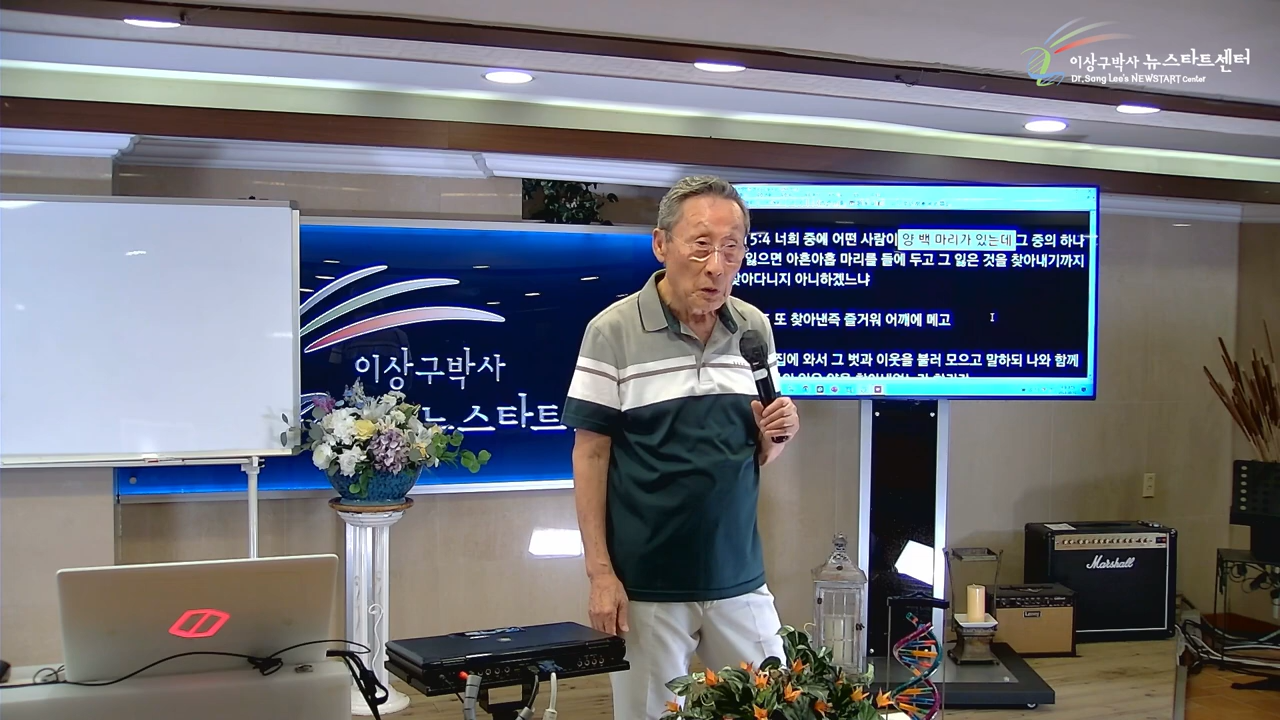 이상구박사 뉴스타트센터
Dr. Sang Lee's NEWSTART Center
5:4 너희 중에 어떤 사람이 양 백 마리가 있는데 그 중의 하나
잃으면 아흔아홉 마리를 들에 두고 그 잃은 것을 찾아내기까지
찾아다니지 아니하겠느냐
또 찾아낸즉 즐거워 어깨에 메고
집에 와서 그 벗과 이웃을 불러 모으고 말하되 나와 함께
이상구박사
뉴스타트
Marshall